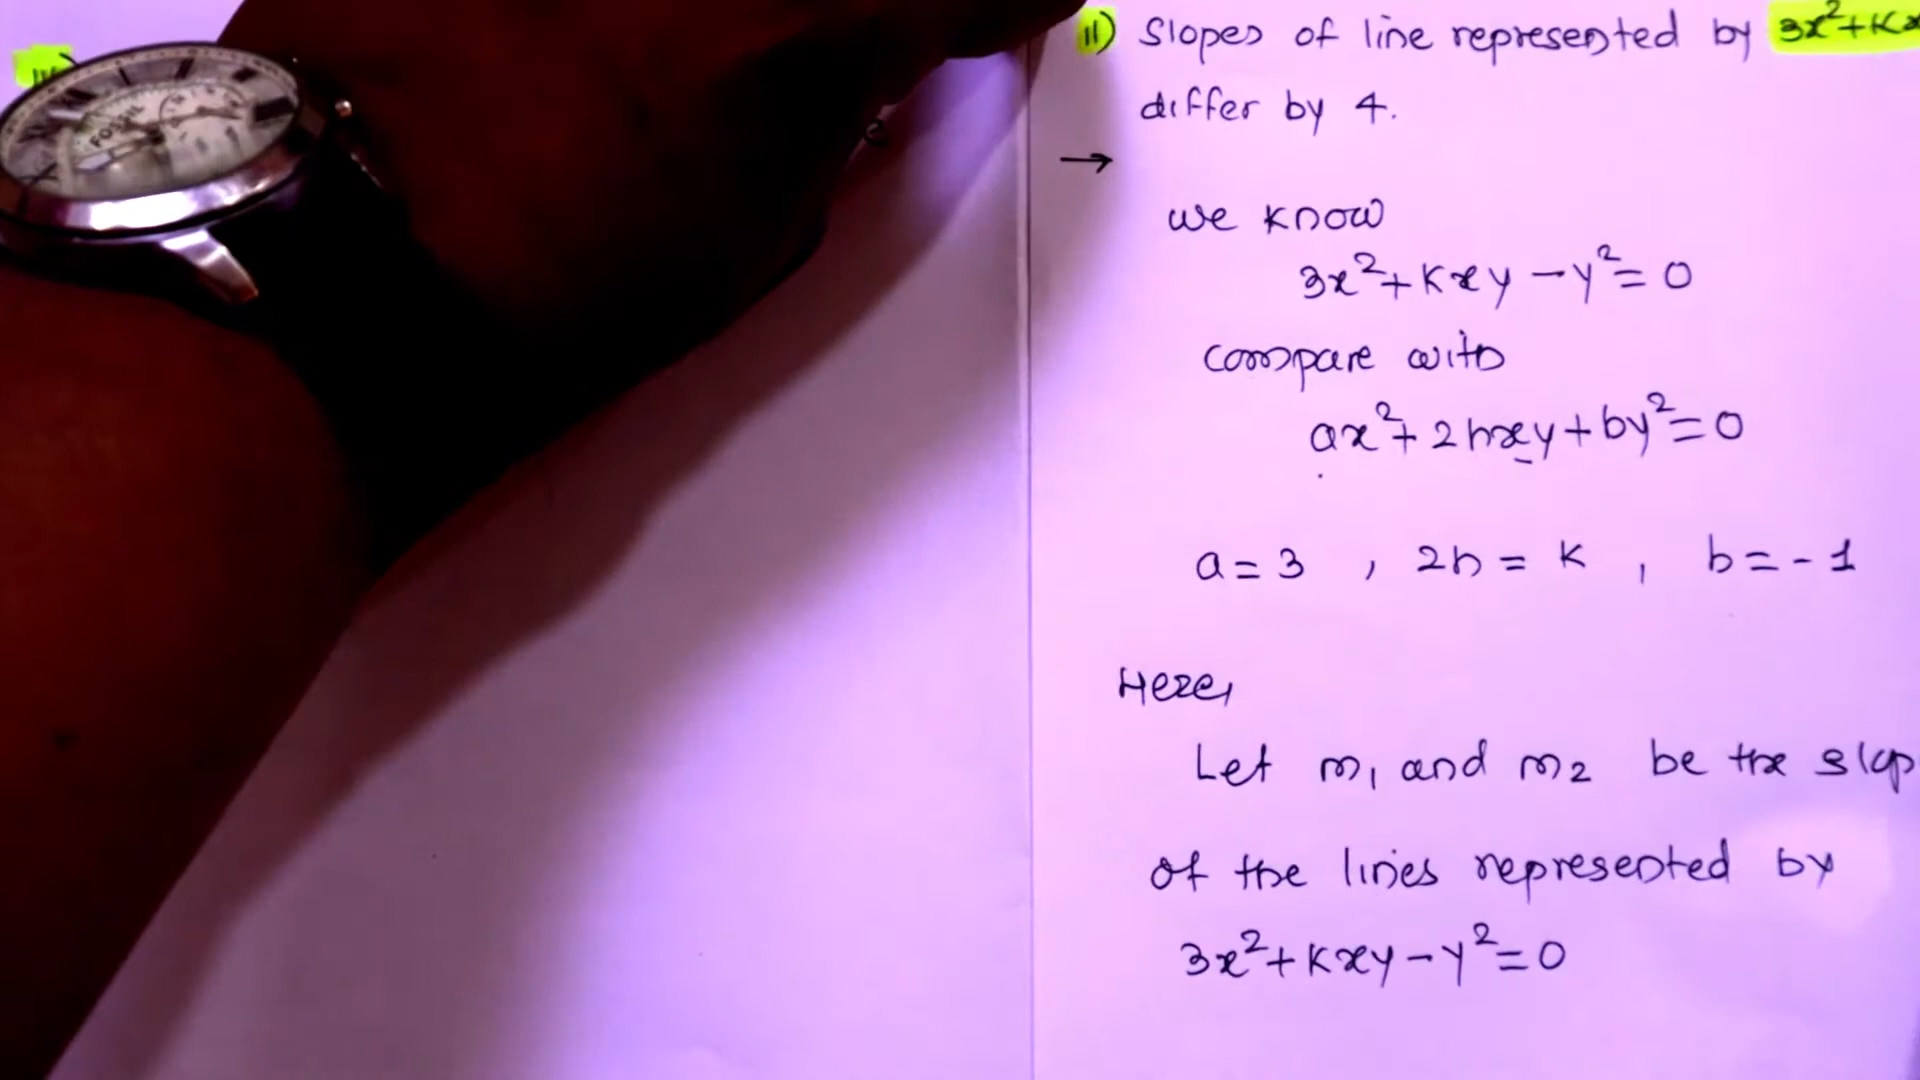 FOSSIL
11) Slopes of line represented by 3x²+Kx
differ by 4.
→
we know
3x²+Kxy-y²=0
compare with
ax²+2hxy+by²=0
a=3 , 2h=K , b=-1
Here,
Let m₁ and m₂ be the slop
of the lines represented by
3x²+Kxy-y²=0